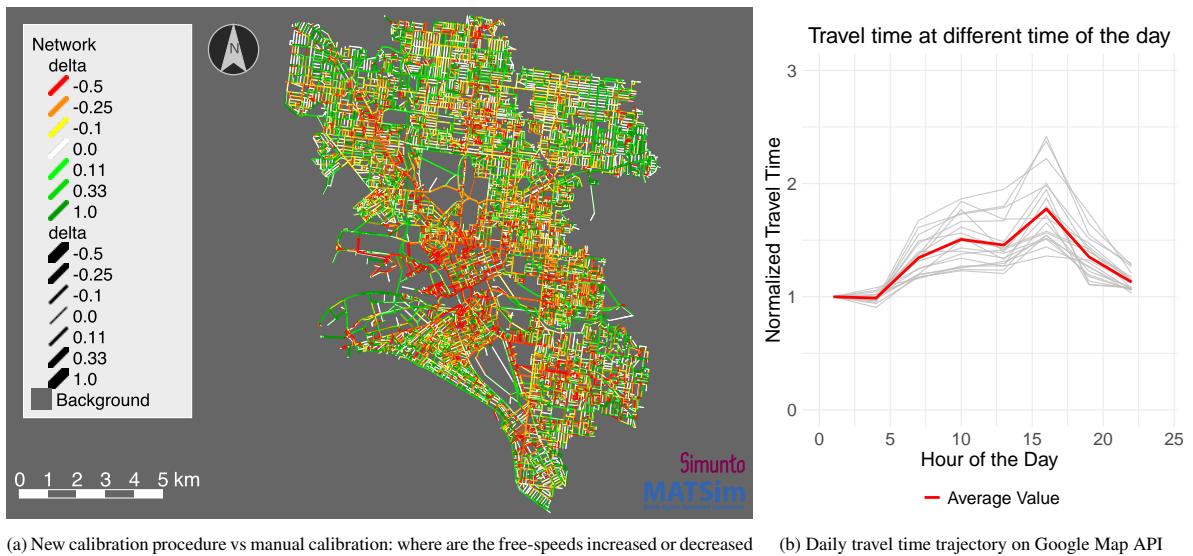 Network
delta
-0.5
-0.25
-0.1
0.0
0.11
0.33
1.0
delta
-0.5
-0.25
-0.1
0.0
0.11
0.33
1.0
Background
N
0 1 2 3 4 5 km
Simunto
MATSim
(a) New calibration procedure vs manual calibration: where are the free-speeds increased or decreased
Travel time at different time of the day
Normalized Travel Time
3
2
1
0
0 5 10 15 20 25
Hour of the Day
Average Value
(b) Daily travel time trajectory on Google Map API